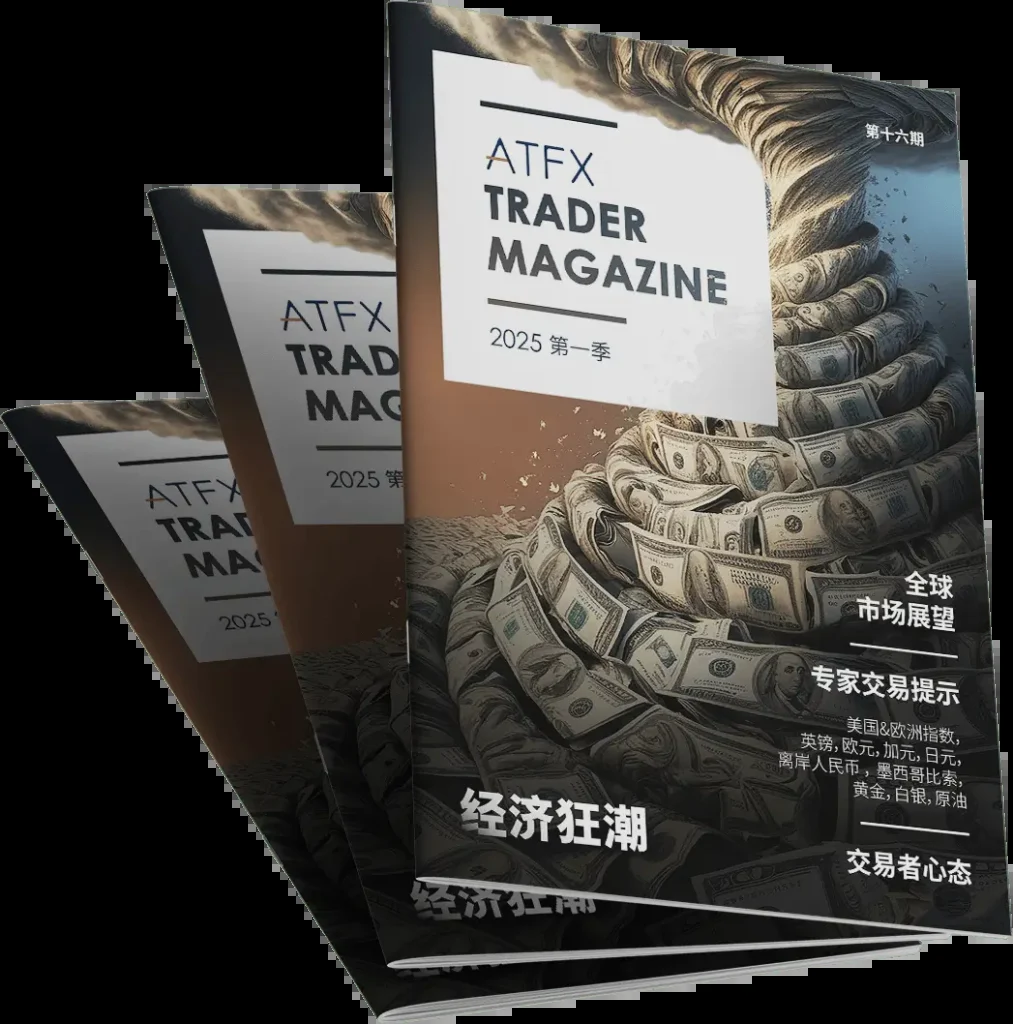 第十六期
ATFX
TRADER
MAGAZINE
2025 第一季
全球
市场展望
专家交易提示
美国&欧洲指数,
英镑, 欧元, 加元, 日元,
离岸人民币 , 墨西哥比索,
黄金, 白银, 原油
交易者心态
经济狂潮
ATFX
TRAD
MAG
2025 第
经济狂潮
ATFX
TRAD
MAG
2025